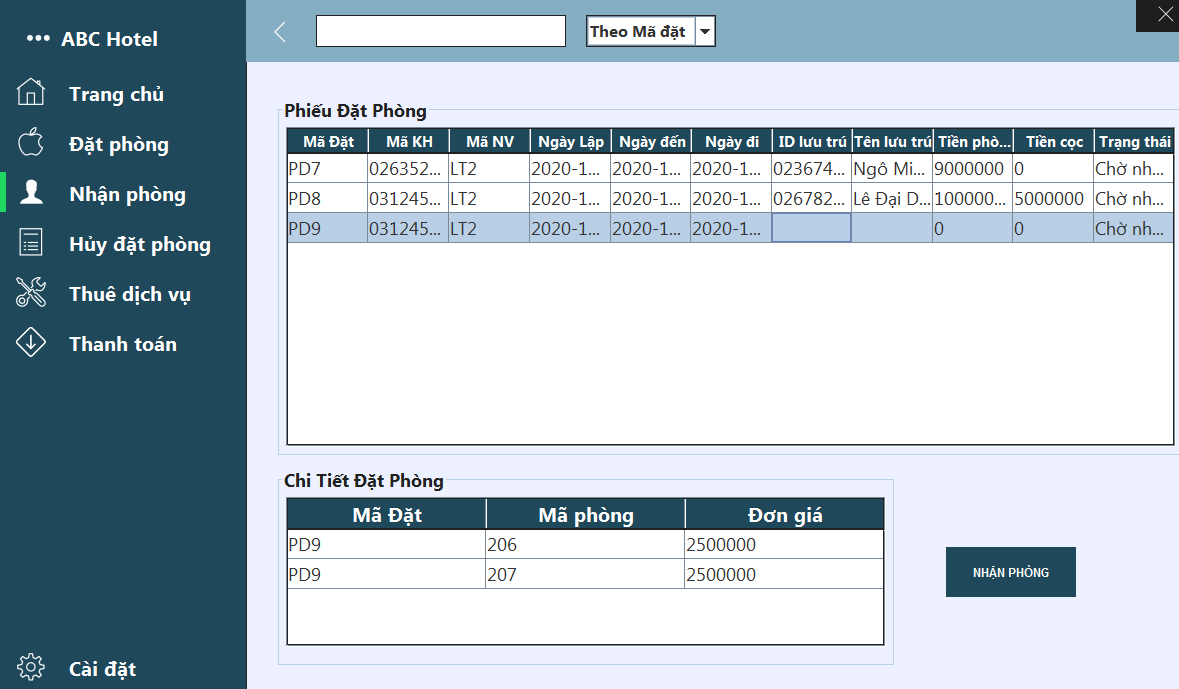 ABC Hotel
Trang chủ
Đặt phòng
Nhận phòng
Hủy đặt phòng
Thuê dịch vụ
Thanh toán
Cài đặt
Theo Mã đặt
Phiếu Đặt Phòng
Mã Đặt Mã KH Mã NV Ngày Lập Ngày đến Ngày đi ID lưu trú Tên lưu trú Tiền phò... Tiền cọc Trạng thái
PD7 026352... LT2 2020-1... 2020-1... 2020-1... 023674... Ngô Mi... 9000000 0 Chờ nh...
PD8 031245... LT2 2020-1... 2020-1... 2020-1... 026782... Lê Đại D... 100000... 5000000 Chờ nh...
PD9 031245... LT2 2020-1... 2020-1... 2020-1... 0 0 Chờ nh...
Chi Tiết Đặt Phòng
Mã Đặt Mã phòng Đơn giá
PD9 206 2500000
PD9 207 2500000
NHẬN PHÒNG